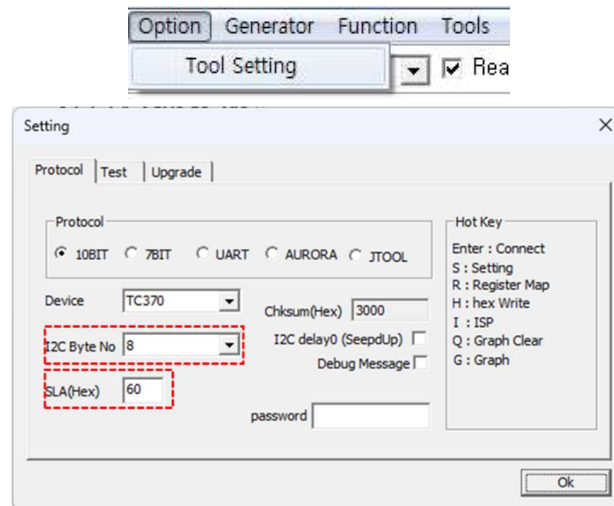 Option Generator Function Tools
Tool Setting
Rea
Setting
Protocol Test Upgrade
Protocol
10BIT 7BIT UART AURORA JTOOL
Device TC370
Chksum(Hex) 3000
I2C Byte No 8
I2C delay0 (SeepdUp)
Debug Message
SLA(Hex) 60
password
Hot Key
Enter : Connect
S : Setting
R : Register Map
H : hex Write
I : ISP
Q : Graph Clear
G : Graph
Ok